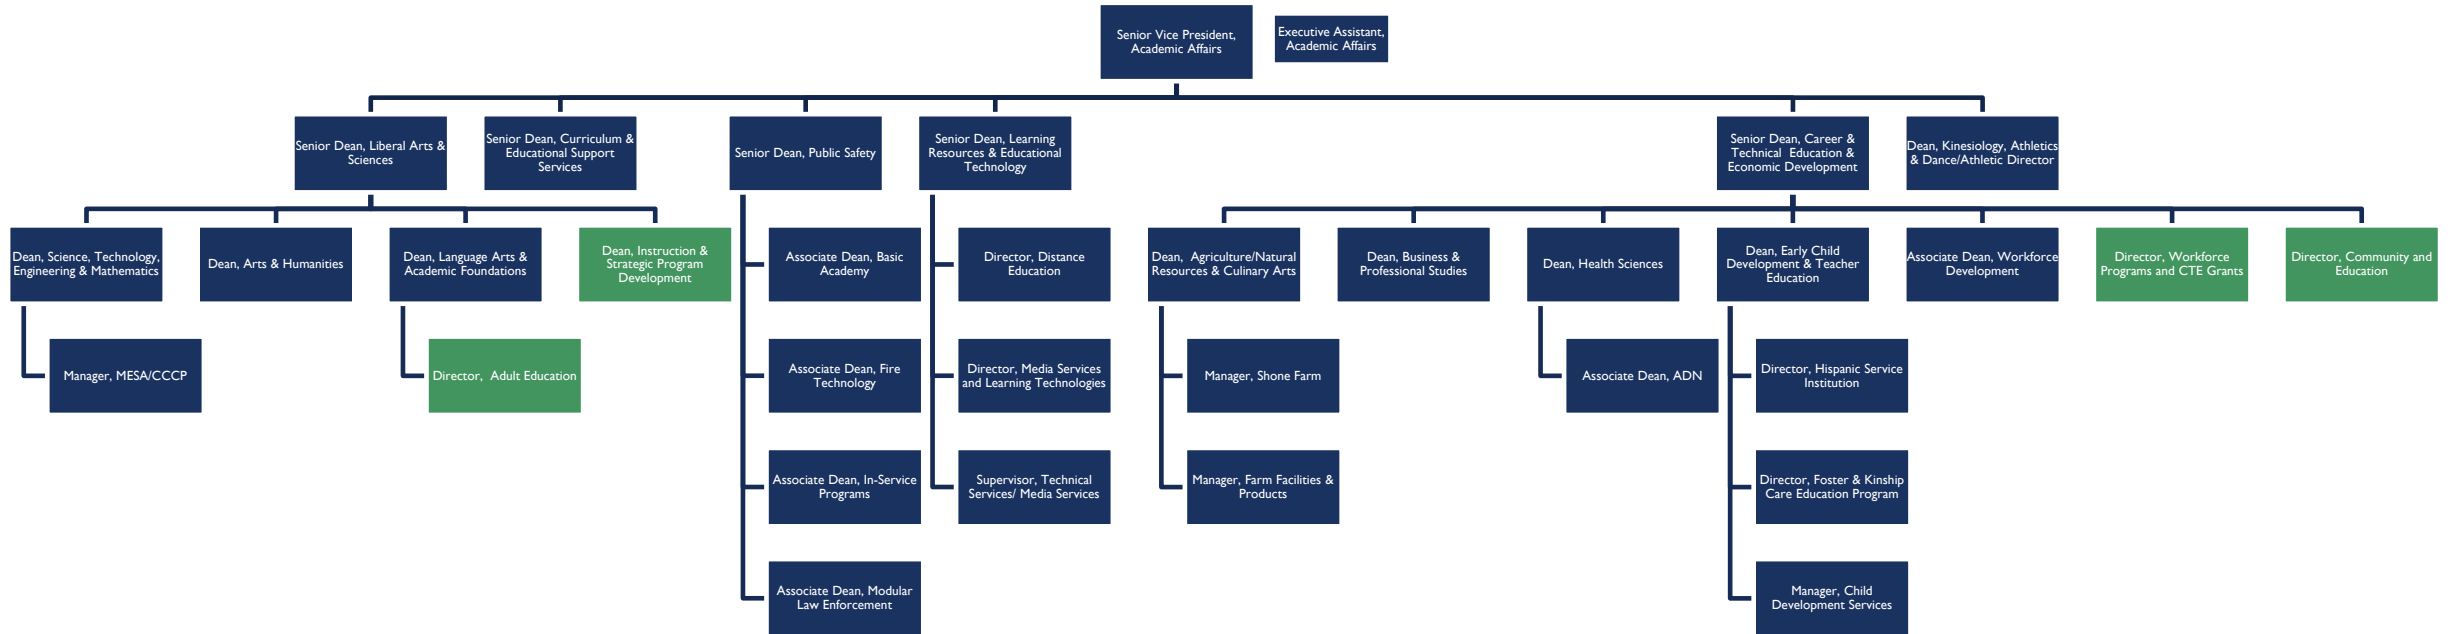 Senior Vice President,
Academic Affairs
Executive Assistant,
Academic Affairs
Senior Dean, Liberal Arts &
Sciences
Senior Dean, Curriculum &
Educational Support
Services
Senior Dean, Public Safety
Senior Dean, Learning
Resources & Educational
Technology
Senior Dean, Career &
Technical Education &
Economic Development
Dean, Kinesiology, Athletics
& Dance/Athletic Director
Dean, Science, Technology,
Engineering & Mathematics
Dean, Arts & Humanities
Dean, Language Arts &
Academic Foundations
Dean, Instruction &
Strategic Program
Development
Associate Dean, Basic
Academy
Director, Distance
Education
Dean, Agriculture/Natural
Resources & Culinary Arts
Dean, Business &
Professional Studies
Dean, Health Sciences
Dean, Early Child
Development & Teacher
Education
Associate Dean, Workforce
Development
Director, Workforce
Programs and CTE Grants
Director, Community and
Education
Manager, MESA/CCCP
Director, Adult Education
Associate Dean, Fire
Technology
Director, Media Services
and Learning Technologies
Manager, Shone Farm
Associate Dean, ADN
Director, Hispanic Service
Institution
Associate Dean, In-Service
Programs
Supervisor, Technical
Services/ Media Services
Manager, Farm Facilities &
Products
Director, Foster & Kinship
Care Education Program
Associate Dean, Modular
Law Enforcement
Manager, Child
Development Services